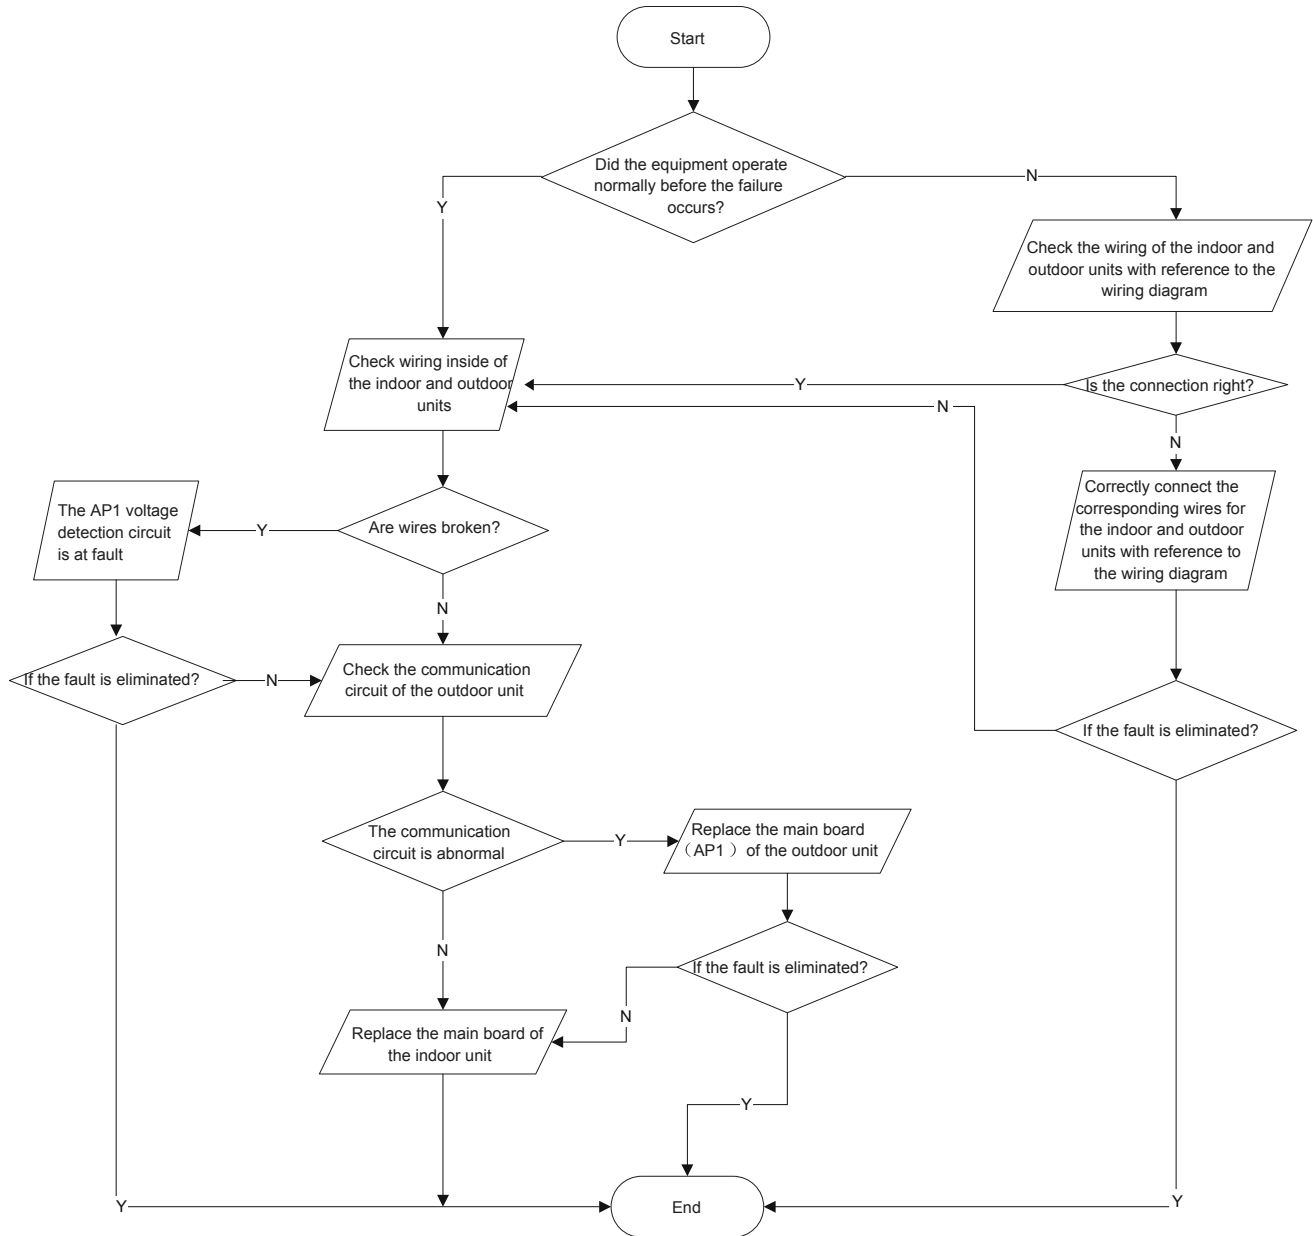 Start
Did the equipment operate
normally before the failure
occurs?
Y
N
Check the wiring of the indoor and
outdoor units with reference to the
wiring diagram
Check wiring inside of
the indoor and outdoor
units
Y
Is the connection right?
N
N
Correctly connect the
corresponding wires for
the indoor and outdoor
units with reference to
the wiring diagram
The AP1 voltage
detection circuit
is at fault
Y
Are wires broken?
N
If the fault is eliminated?
N
Check the communication
circuit of the outdoor unit
If the fault is eliminated?
The communication
circuit is abnormal
Y
Replace the main board
（AP1 ）of the outdoor unit
N
If the fault is eliminated?
N
Replace the main board of
the indoor unit
Y
Y
End
Y